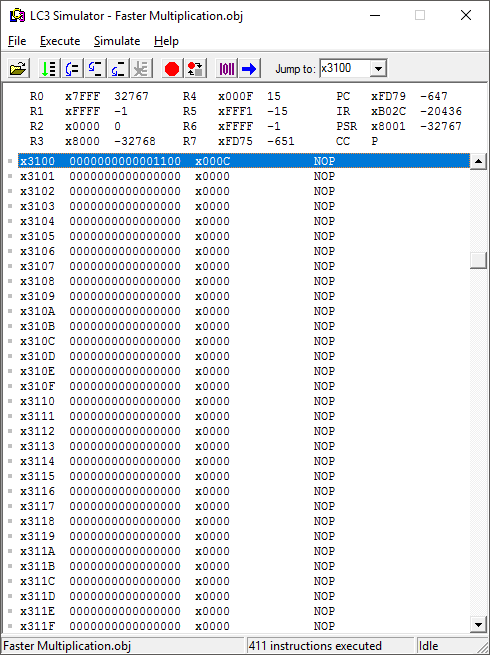 LC3 Simulator - Faster Multiplication.obj
File Execute Simulate Help
Jump to: x3100
R0 x7FFF 32767 R4 x000F 15 PC xFD79 -647
R1 xFFFF -1 R5 xFFF1 -15 IR xB02C -20436
R2 x0000 0 R6 xFFFF -1 PSR x8001 -32767
R3 x8000 -32768 R7 xFD75 -651 CC P
x3100 0000000000001100 x000C NOP
x3101 0000000000000000 x0000 NOP
x3102 0000000000000000 x0000 NOP
x3103 0000000000000000 x0000 NOP
x3104 0000000000000000 x0000 NOP
x3105 0000000000000000 x0000 NOP
x3106 0000000000000000 x0000 NOP
x3107 0000000000000000 x0000 NOP
x3108 0000000000000000 x0000 NOP
x3109 0000000000000000 x0000 NOP
x310A 0000000000000000 x0000 NOP
x310B 0000000000000000 x0000 NOP
x310C 0000000000000000 x0000 NOP
x310D 0000000000000000 x0000 NOP
x310E 0000000000000000 x0000 NOP
x310F 0000000000000000 x0000 NOP
x3110 0000000000000000 x0000 NOP
x3111 0000000000000000 x0000 NOP
x3112 0000000000000000 x0000 NOP
x3113 0000000000000000 x0000 NOP
x3114 0000000000000000 x0000 NOP
x3115 0000000000000000 x0000 NOP
x3116 0000000000000000 x0000 NOP
x3117 0000000000000000 x0000 NOP
x3118 0000000000000000 x0000 NOP
x3119 0000000000000000 x0000 NOP
x311A 0000000000000000 x0000 NOP
x311B 0000000000000000 x0000 NOP
x311C 0000000000000000 x0000 NOP
x311D 0000000000000000 x0000 NOP
x311E 0000000000000000 x0000 NOP
x311F 0000000000000000 x0000 NOP
Faster Multiplication.obj 411 instructions executed Idle